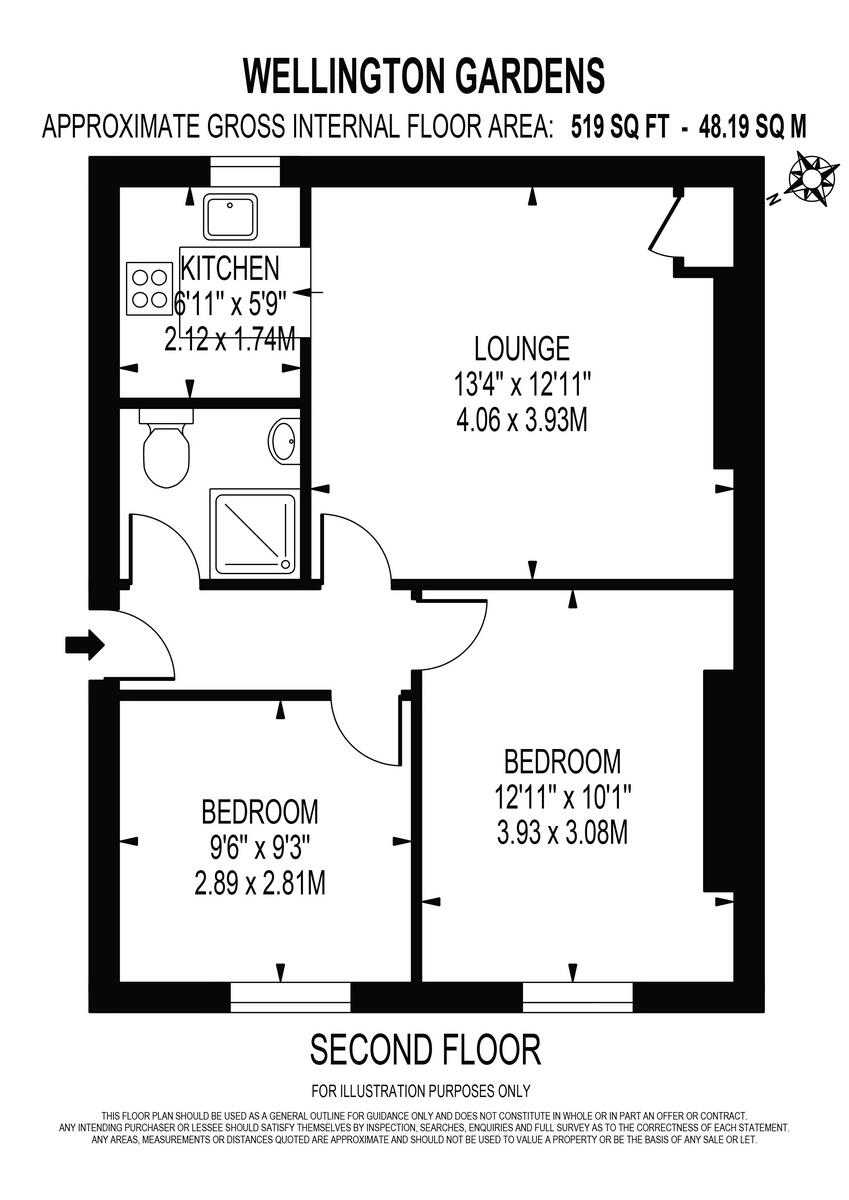 WELLINGTON GARDENS
APPROXIMATE GROSS INTERNAL FLOOR AREA: 519 SQ FT - 48.19 SQ M
N
KITCHEN
6'11" x 5'9"
2.12 x 1.74M
LOUNGE
13'4" x 12'11"
4.06 x 3.93M
BEDROOM
12'11" x 10'1"
3.93 x 3.08M
BEDROOM
9'6" x 9'3"
2.89 x 2.81M
SECOND FLOOR
FOR ILLUSTRATION PURPOSES ONLY
THIS FLOOR PLAN SHOULD BE USED AS A GENERAL OUTLINE FOR GUIDANCE ONLY AND DOES NOT CONSTITUTE IN WHOLE OR IN PART AN OFFER OR CONTRACT.
ANY INTENDING PURCHASER OR LESSEE SHOULD SATISFY THEMSELVES BY INSPECTION, SEARCHES, ENQUIRIES AND FULL SURVEY AS TO THE CORRECTNESS OF EACH STATEMENT.
ANY AREAS, MEASUREMENTS OR DISTANCES QUOTED ARE APPROXIMATE AND SHOULD NOT BE USED TO VALUE A PROPERTY OR BE THE BASIS OF ANY SALE OR LET.